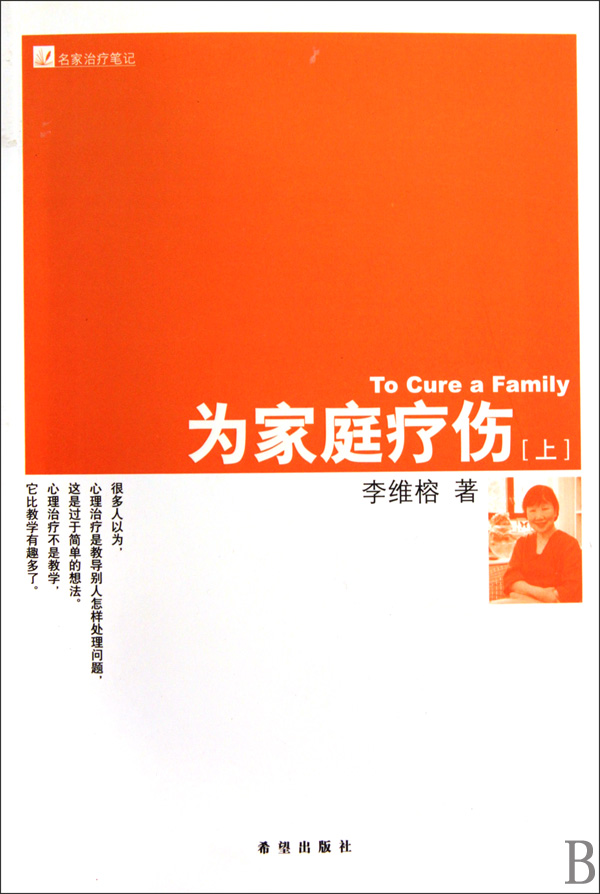 名家治疗笔记
To Cure a Family
为家庭疗伤[上]
李维榕 著
很多人以为，
心理治疗是教导别人怎样处理问题，
这是过于简单的想法。
心理治疗不是教学，
它比教学有趣多了。
希望出版社
B